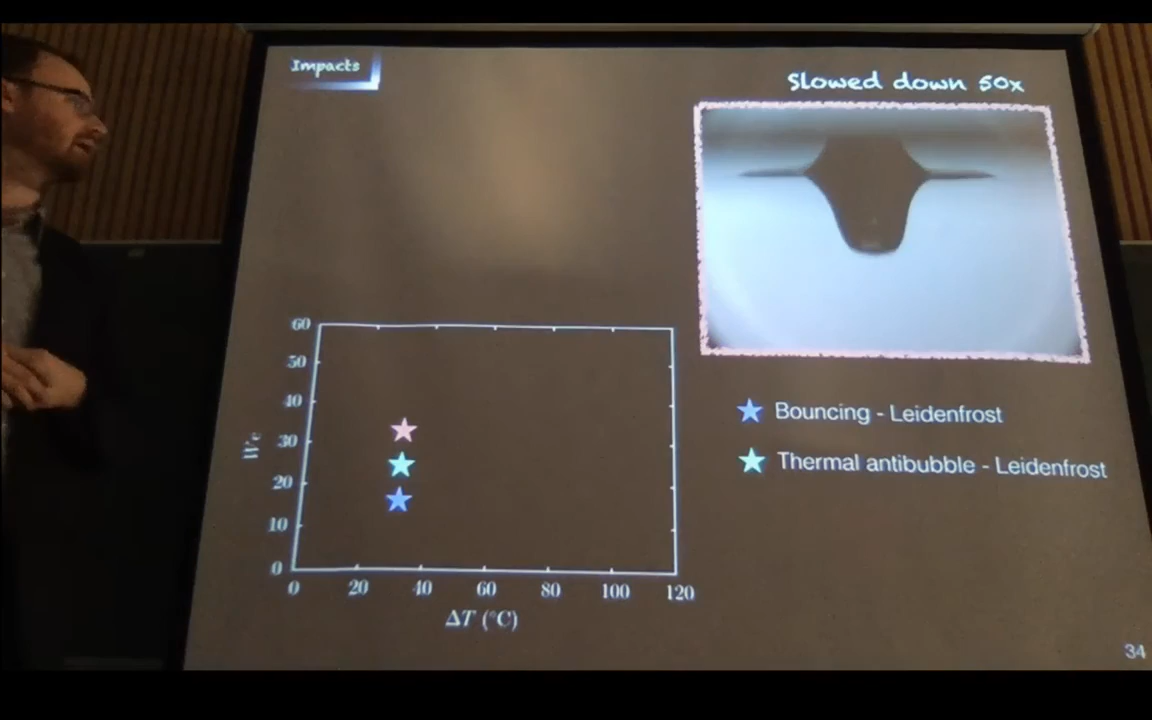 Impacts
Slowed down 50x
Bouncing - Leidenfrost
Thermal antibubble - Leidenfrost
60
50
40
30
20
10
0
We
0 20 40 60 80 100 120
ΔT (°C)
34